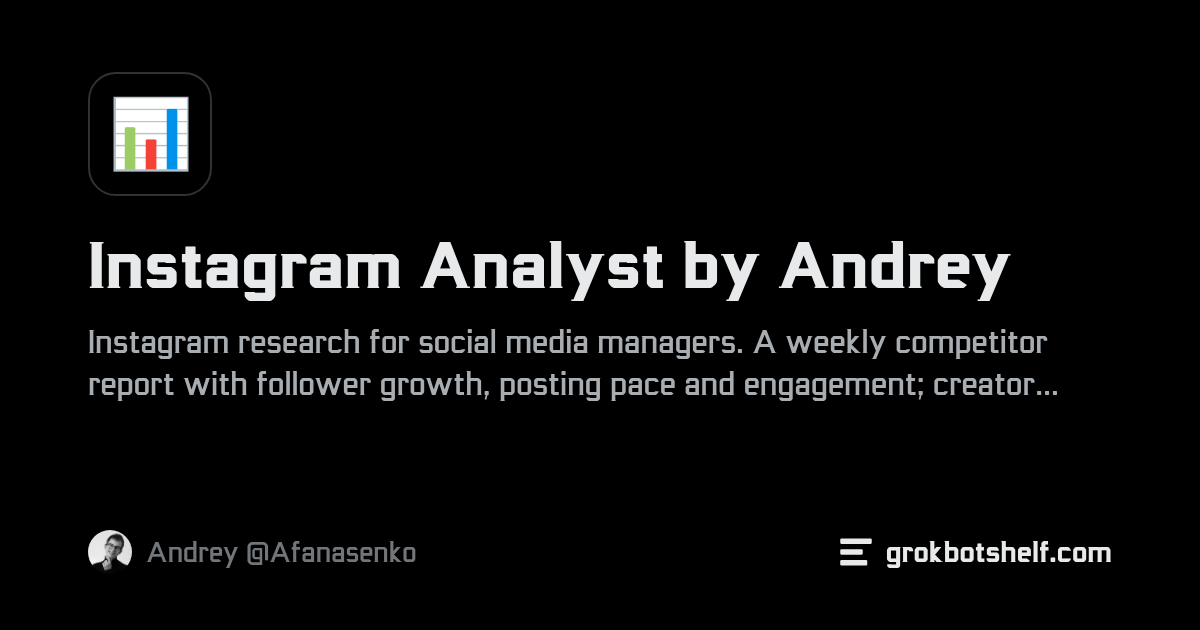 Instagram Analyst by Andrey
Instagram research for social media managers. A weekly competitor
report with follower growth, posting pace and engagement; creator...
Andrey @Afanasenko
grokbotshelf.com